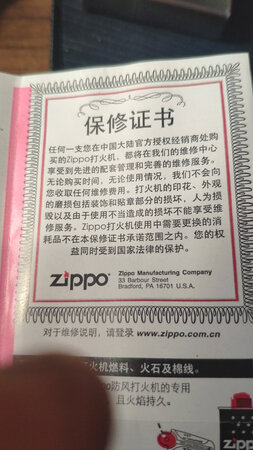 保修证书
任何一支您在中国大陆官方授权经销商处购
买的Zippo打火机，都将在我们的维修中心
享受到先进的配套管理和完善的维修服务。
无论购买时间，无论使用情况，我们不会向
您收取任何维修费用。打火机的印花、外观
的磨损包括装饰和贴章部分的损坏、人为损
毁以及由于使用不当造成的损坏不能享受维
修服务。Zippo打火机使用中需要更换的消
耗品不在本保修证书承诺范围之内。您的权
益同时受到国家法律的保护。
zippo
Zippo Manufacturing Company
33 Barbour Street
Bradford, PA 16701 U.S.A.
对于维修说明，请登录 www.zippo.com.cn
火机燃料、火石及棉线。
ppo防风打火机的专用
且火焰持久。